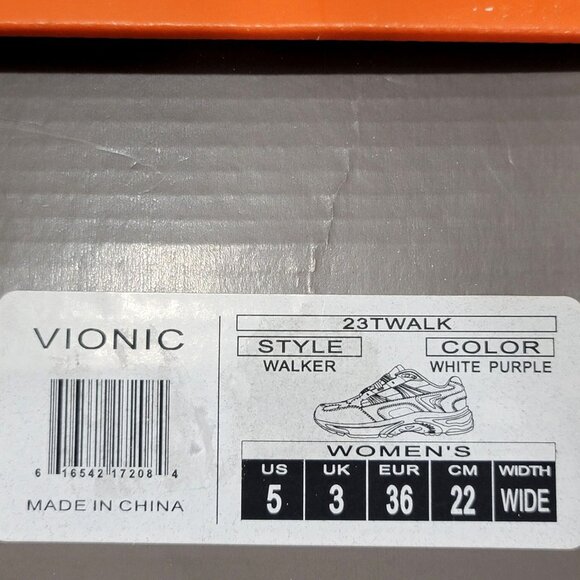 VIONIC
6 16542 17208 4
MADE IN CHINA
23TWALK
STYLE COLOR
WALKER WHITE PURPLE
WOMEN'S
US UK EUR CM WIDTH
5 3 36 22 WIDE